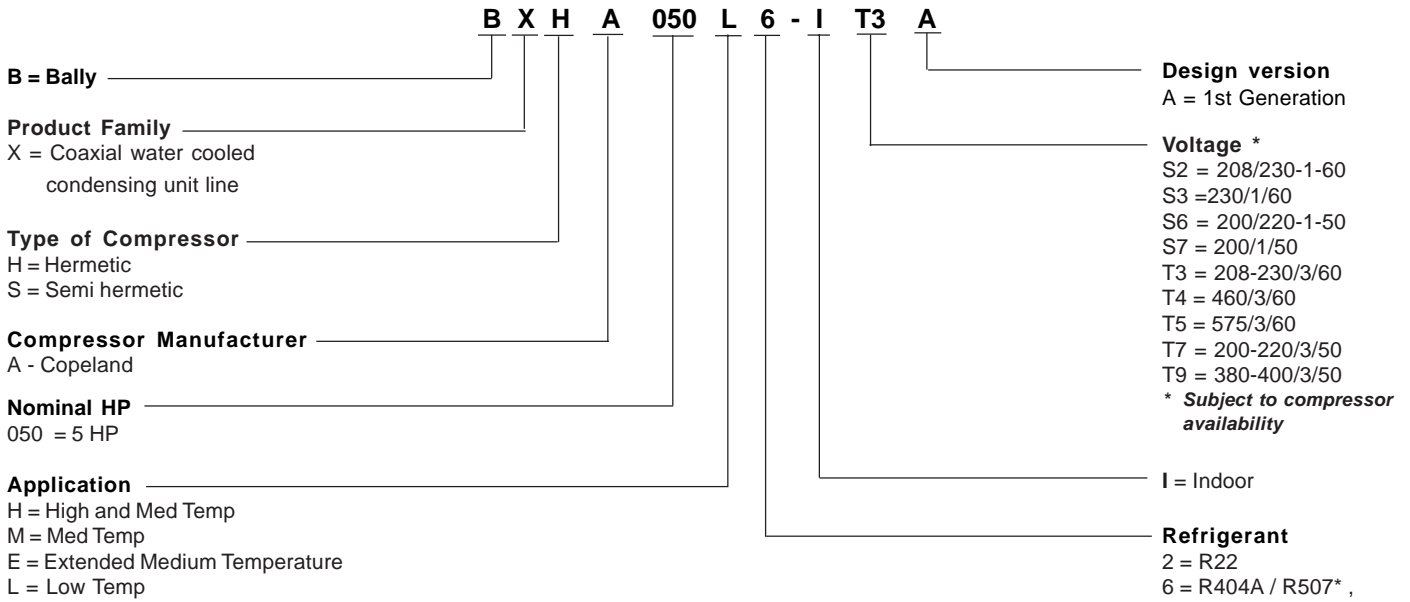 B X H A 050 L 6 - I T3 A
B = Bally
Product Family
X = Coaxial water cooled
condensing unit line
Type of Compressor
H = Hermetic
S = Semi hermetic
Compressor Manufacturer
A - Copeland
Nominal HP
050 = 5 HP
Application
H = High and Med Temp
M = Med Temp
E = Extended Medium Temperature
L = Low Temp
Design version
A = 1st Generation
Voltage *
S2 = 208/230-1-60
S3 =230/1/60
S6 = 200/220-1-50
S7 = 200/1/50
T3 = 208-230/3/60
T4 = 460/3/60
T5 = 575/3/60
T7 = 200-220/3/50
T9 = 380-400/3/50
* Subject to compressor
availability
I = Indoor
Refrigerant
2 = R22
6 = R404A / R507* ,